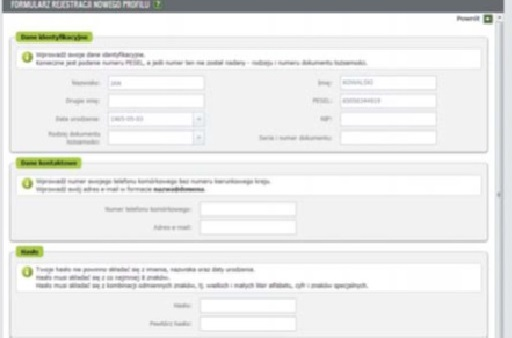 FORMULARZ REJESTRACJI NOWEGO PROFILU ?
Powrót
Dane identyfikacyjne
Wprowadź swoje dane identyfikacyjne.
Konieczne jest podanie numeru PESEL, a jeśli numer ten nie został nadany - rodzaju i numeru dokumentu tożsamości.
Nazwisko:
Imię: KOWALSKI
Drugie imię:
PESEL:
Data urodzenia: 1965-05-03
NIP:
Rodzaj dokumentu
tożsamości:
Seria i numer dokumentu:
Dane kontaktowe
Wprowadź numer swojego telefonu komórkowego bez numeru kierunkowego kraju.
Wprowadź swój adres e-mail w formacie nazwa@domena.
Numer telefonu komórkowego:
Adres e-mail:
Hasło
Twoje hasło nie powinno składać się z imienia, nazwiska oraz daty urodzenia.
Hasło musi składać się z co najmniej 8 znaków.
Hasło musi składać się z kombinacji odmiennych znaków, tj. wielkich i małych liter alfabetu, cyfr i znaków specjalnych.
Hasło:
Powtórz hasło: